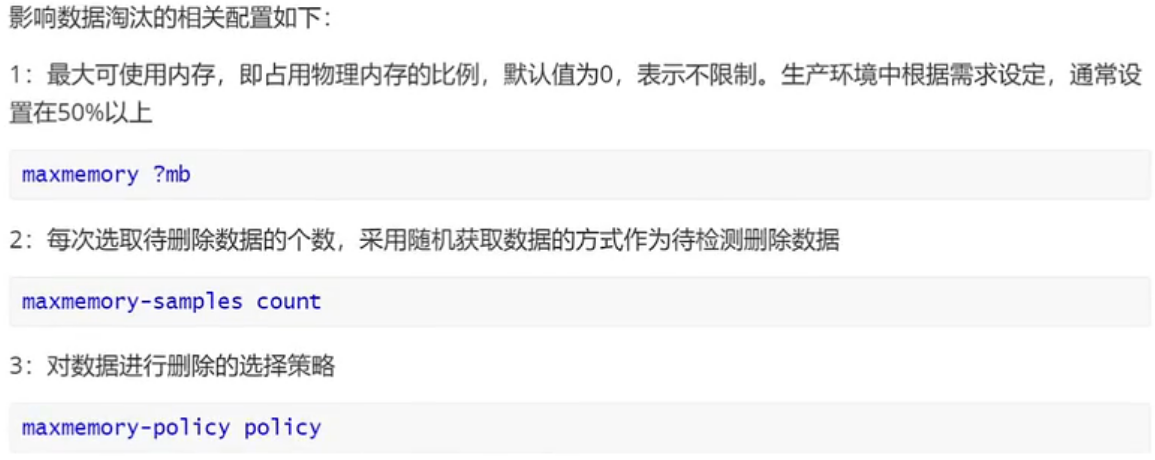 影响数据淘汰的相关配置如下：
1：最大可使用内存，即占用物理内存的比例，默认值为0，表示不限制。生产环境中根据需求设定，通常设
置在50%以上
maxmemory ?mb
2：每次选取待删除数据的个数，采用随机获取数据的方式作为待检测删除数据
maxmemory-samples count
3：对数据进行删除的选择策略
maxmemory-policy policy